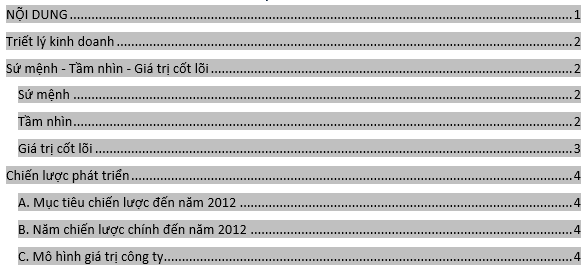 NỘI DUNG 1
Triết lý kinh doanh 2
Sứ mệnh - Tầm nhìn - Giá trị cốt lõi 2
Sứ mệnh 2
Tầm nhìn 2
Giá trị cốt lõi 3
Chiến lược phát triển 4
A. Mục tiêu chiến lược đến năm 2012 4
B. Năm chiến lược chính đến năm 2012 4
C. Mô hình giá trị công ty 4